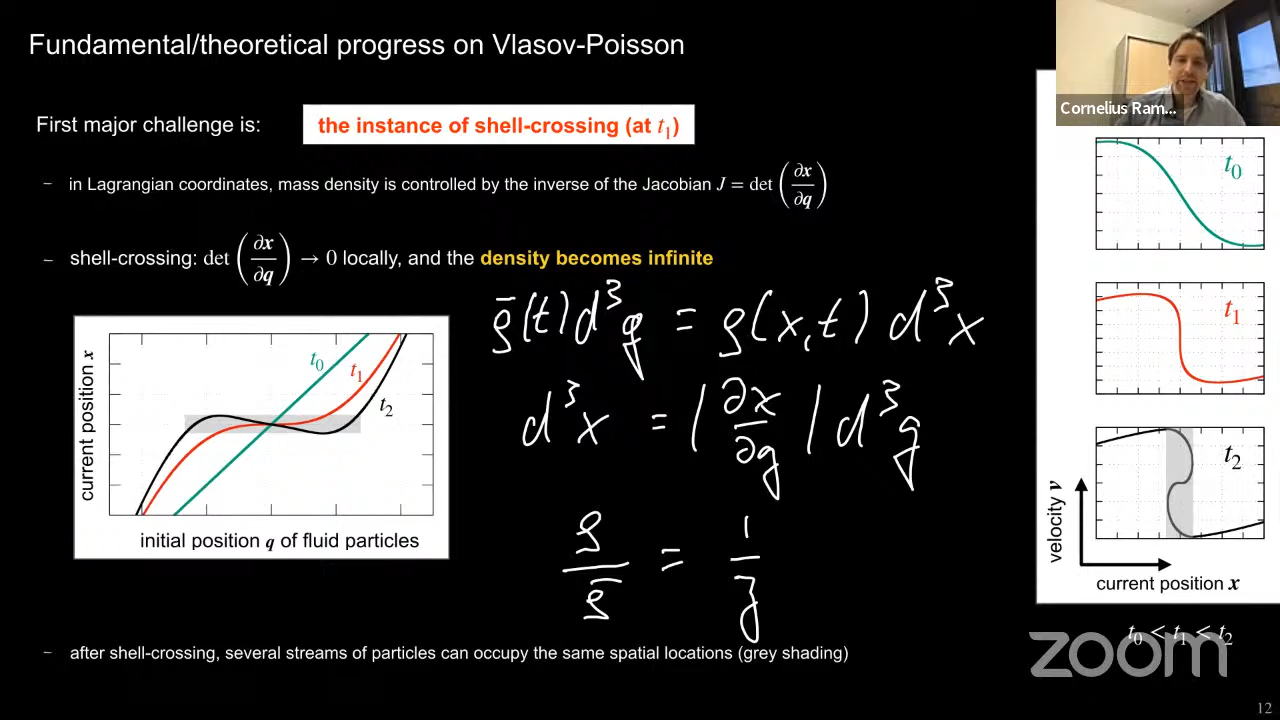 Fundamental/theoretical progress on Vlasov-Poisson
Cornelius Ram...
First major challenge is:
the instance of shell-crossing (at t₁)
– in Lagrangian coordinates, mass density is controlled by the inverse of the Jacobian J = det (∂x/∂q)
– shell-crossing: det (∂x/∂q) → 0 locally, and the density becomes infinite
ρ̄(t) d³q = ρ(x,t) d³x
d³x = |∂x/∂q| d³q
ρ/ρ̄ = 1/J
current position x
t₀
t₁
t₂
initial position q of fluid particles
t₀
t₁
t₂
velocity v
current position x
t₀ < t₁ < t₂
– after shell-crossing, several streams of particles can occupy the same spatial locations (grey shading)
zoom
12